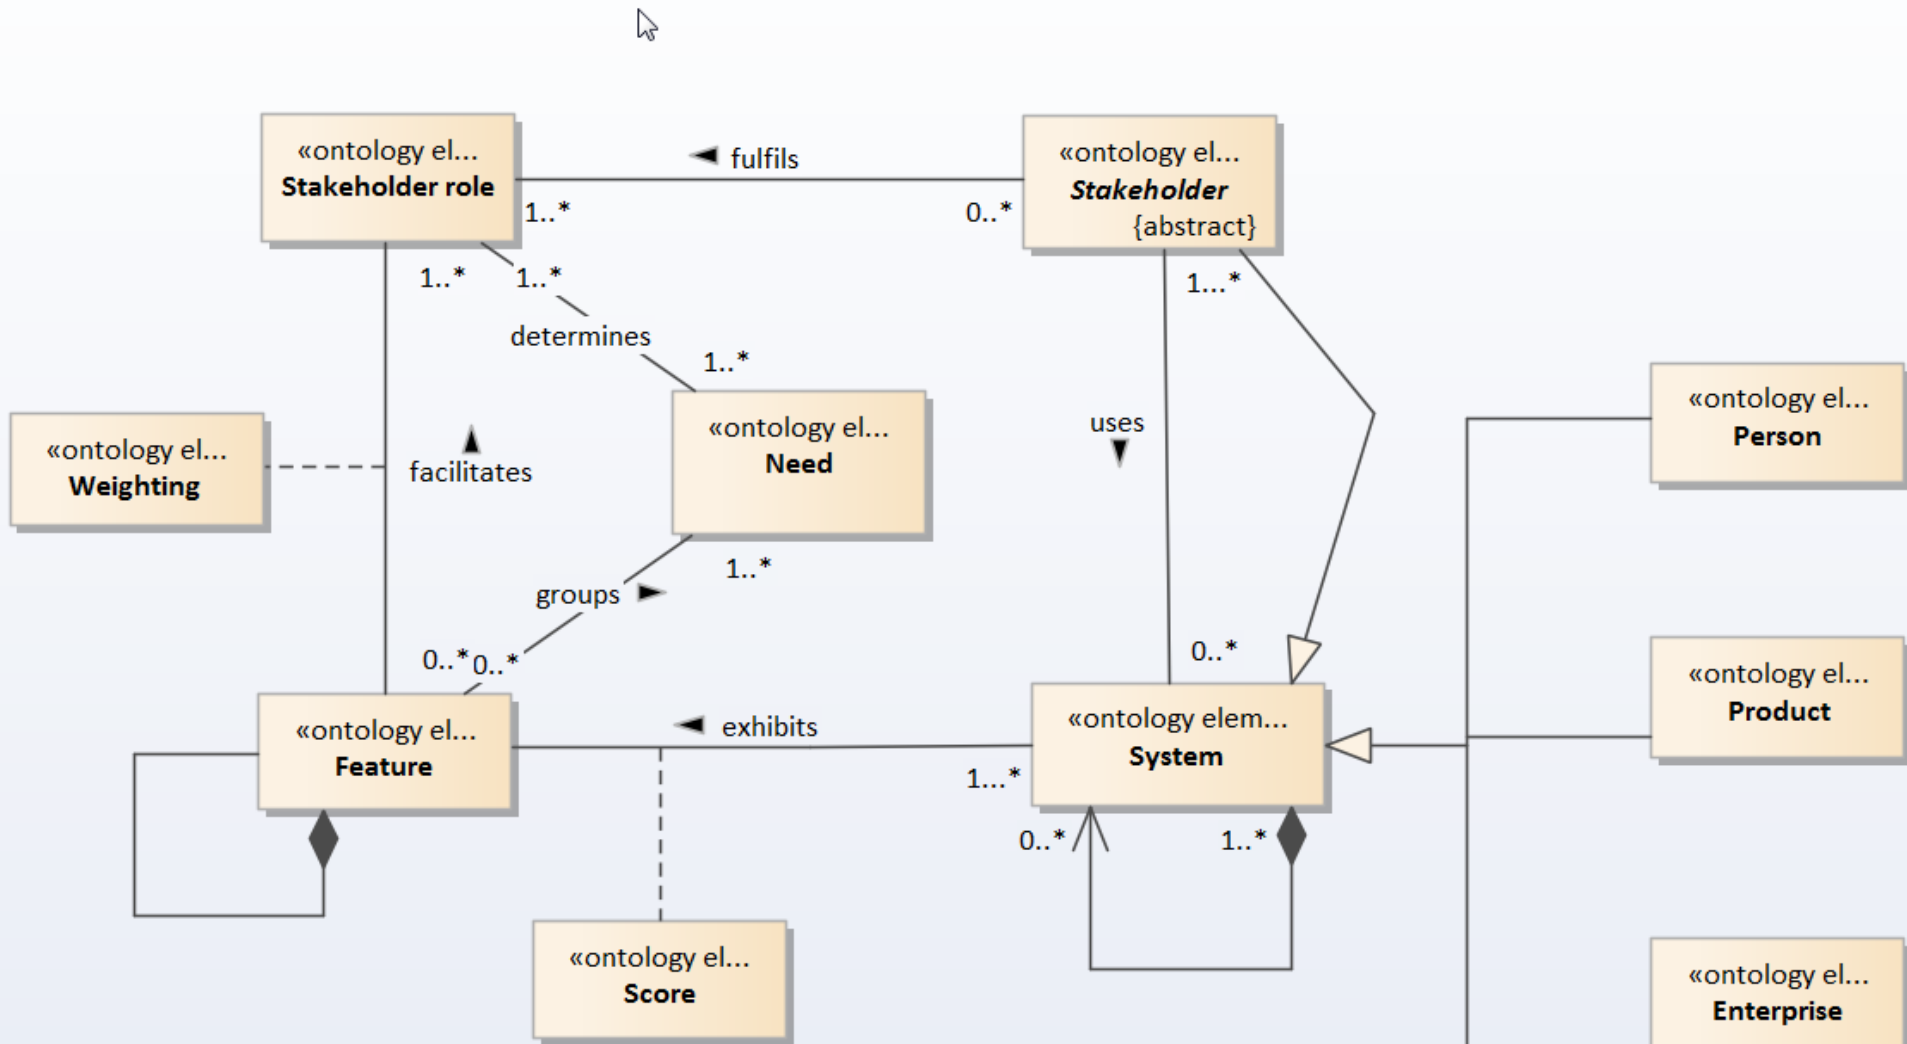 «ontology el...
Stakeholder role
«ontology el...
Stakeholder
{abstract}
fulfils
1..*
0..*
1..*
1..*
1...*
determines
1..*
«ontology el...
Need
uses
«ontology el...
Person
«ontology el...
Weighting
facilitates
1..*
groups
0..*
0..*
0..*
«ontology el...
Product
«ontology el...
Feature
exhibits
«ontology elem...
System
1...*
0..*
1..*
«ontology el...
Score
«ontology el...
Enterprise